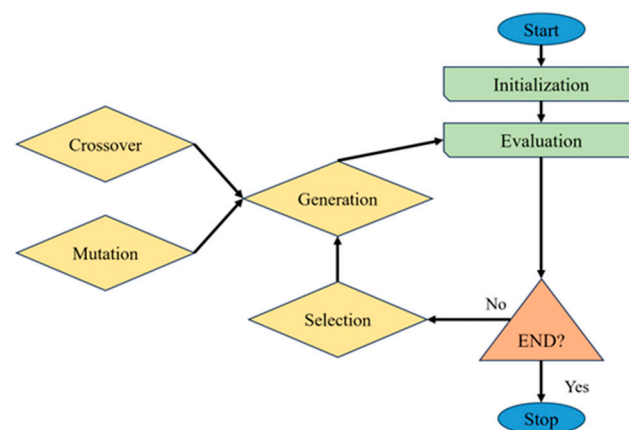 Start
Initialization
Evaluation
Crossover
Generation
Mutation
No
Selection
END?
Yes
Stop